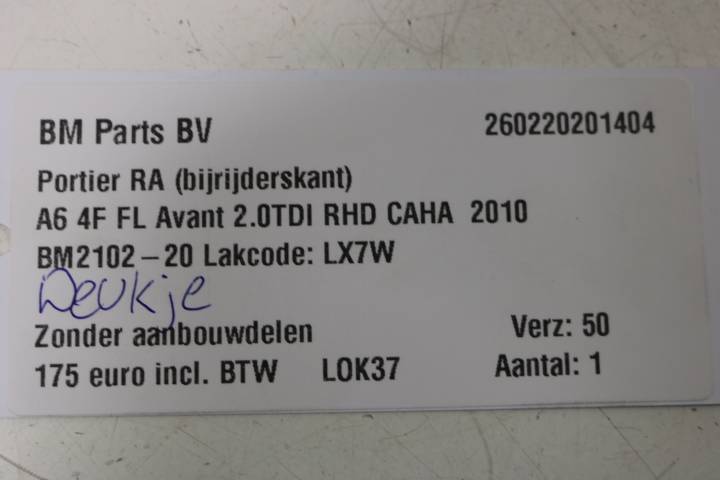 BM Parts BV 260220201404
Portier RA (bijrijderskant)
A6 4F FL Avant 2.0TDI RHD CAHA 2010
BM2102-20 Lakcode: LX7W
Deukje
Zonder aanbouwdelen Verz: 50
175 euro incl. BTW LOK37 Aantal: 1